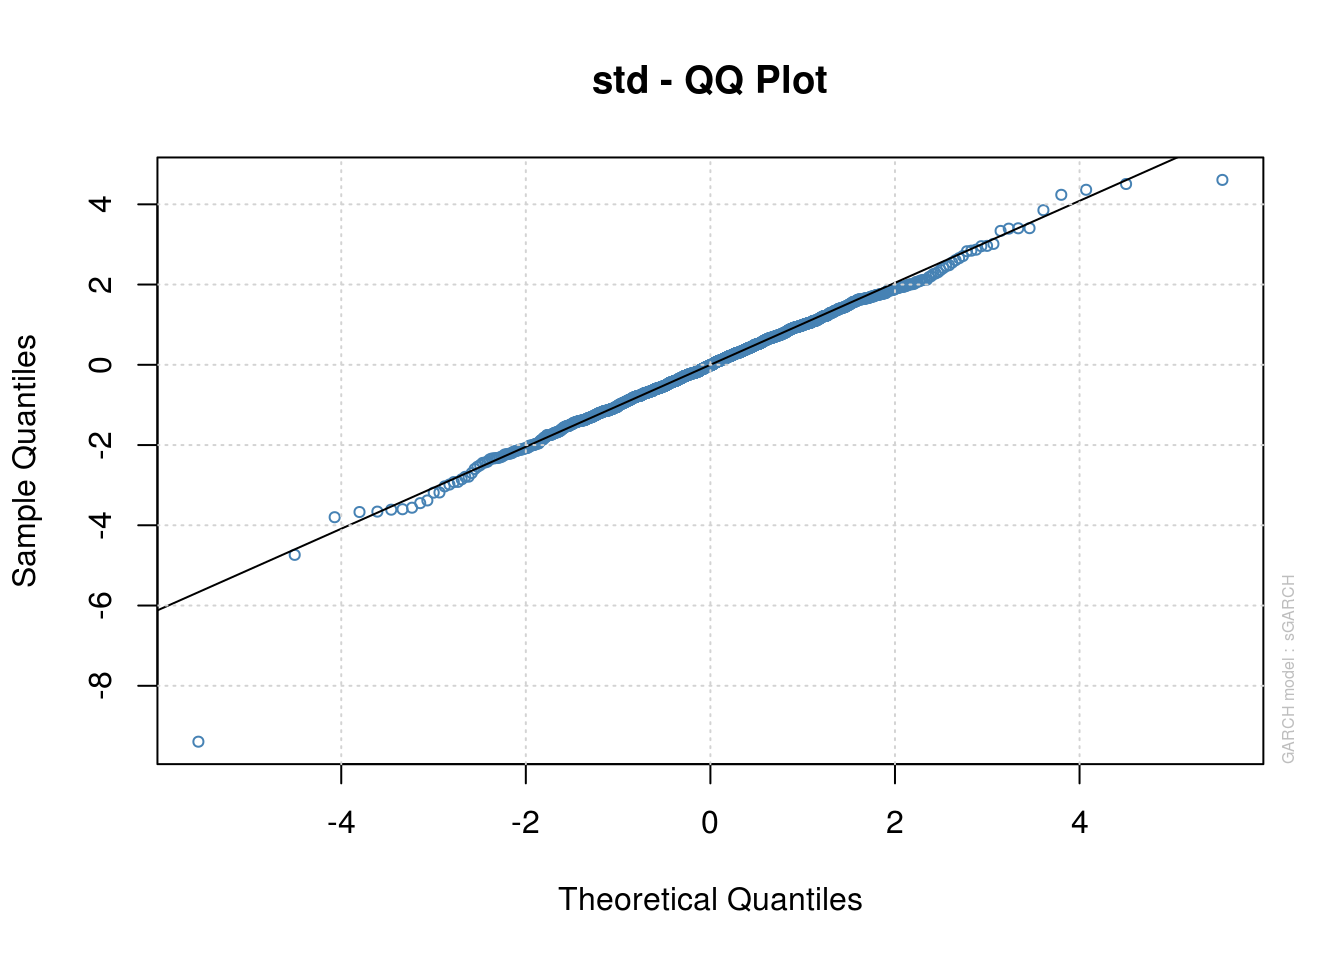 std - QQ Plot
Sample Quantiles
4
2
0
-2
-4
-6
-8
-4 -2 0 2 4
Theoretical Quantiles
GARCH model : sGARCH